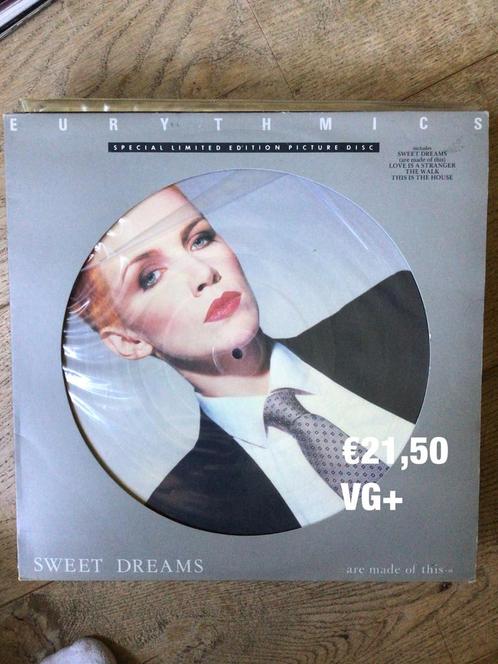 EURYTHMICS
SPECIAL LIMITED EDITION PICTURE DISC
includes
SWEET DREAMS
(are made of this)
LOVE IS A STRANGER
THE WALK
THIS IS THE HOUSE
€21,50
VG+
SWEET DREAMS
are made of this